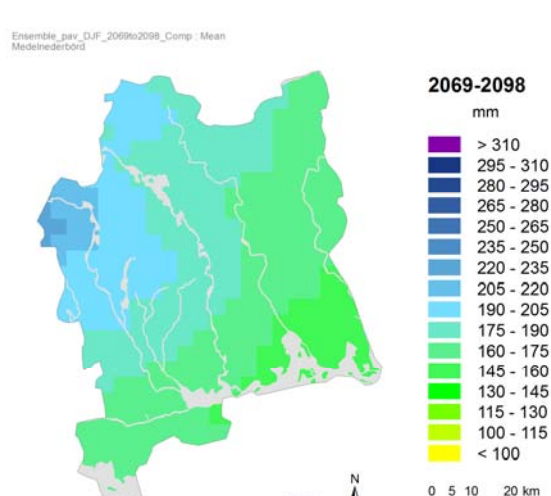 Ensemble_pav_DJF_2069to2098_Comp : Mean
Medelnederbörd
2069-2098
mm
> 310
295 - 310
280 - 295
265 - 280
250 - 265
235 - 250
220 - 235
205 - 220
190 - 205
175 - 190
160 - 175
145 - 160
130 - 145
115 - 130
100 - 115
< 100
N
0 5 10 20 km